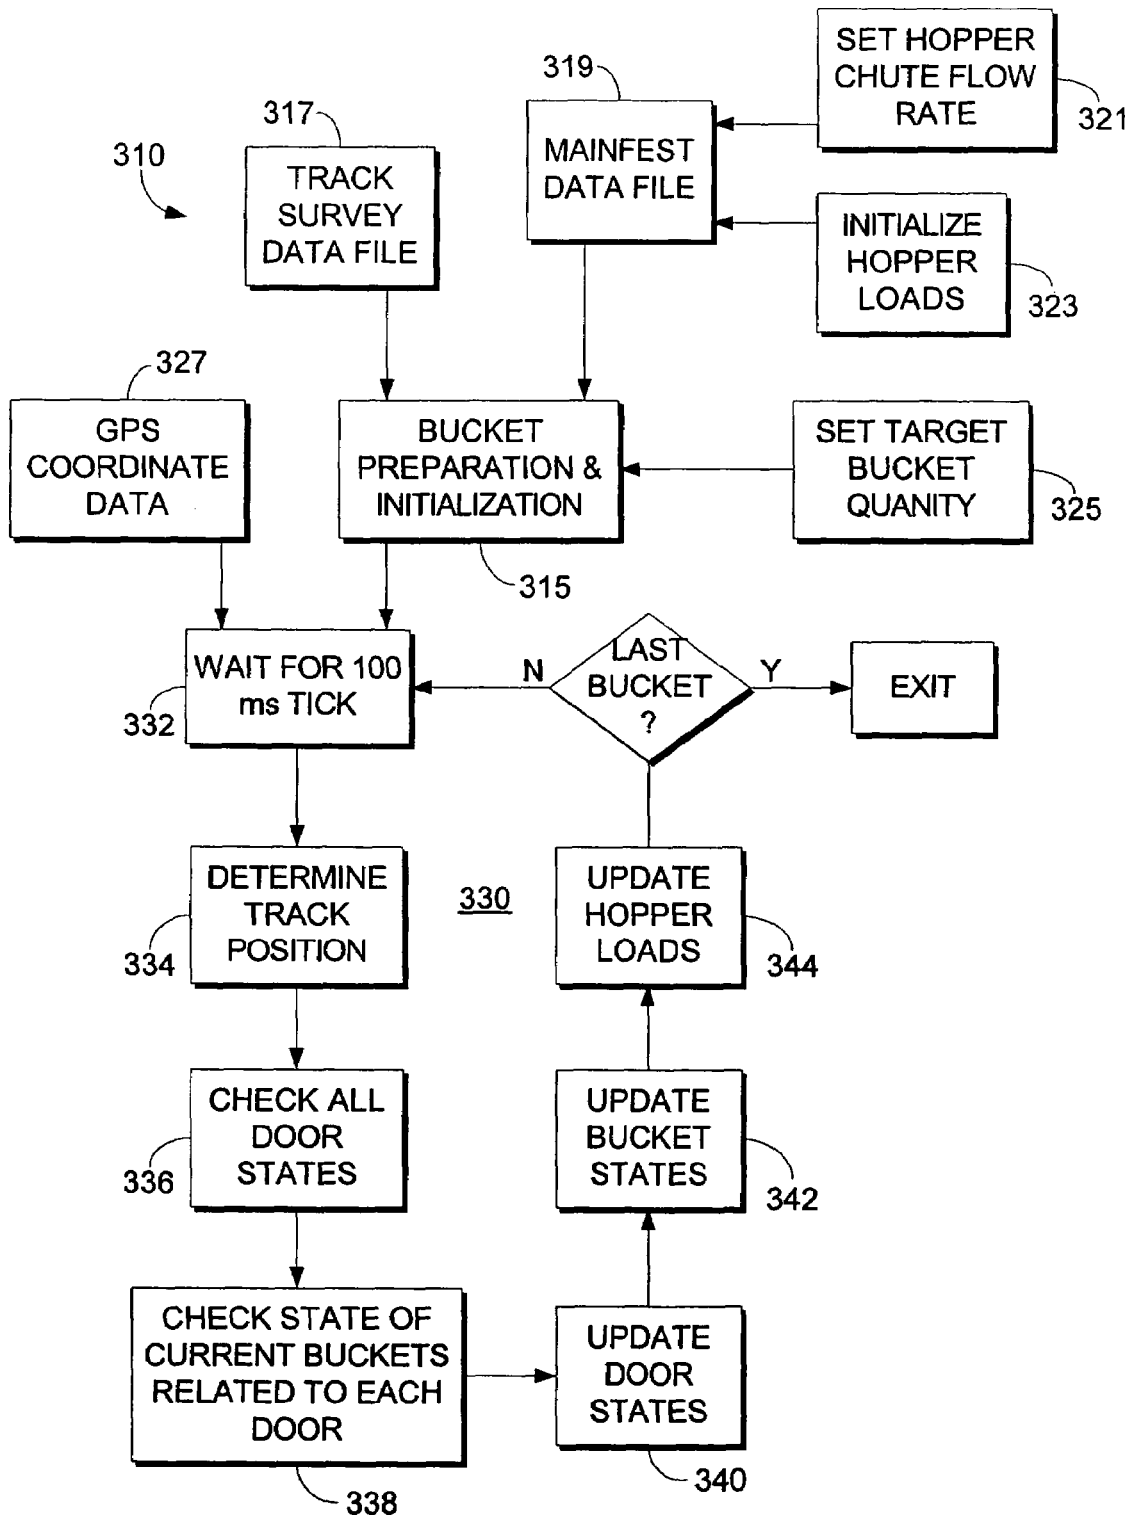 SET HOPPER
CHUTE FLOW
RATE
321
319
MAINFEST
DATA FILE
317
TRACK
SURVEY
DATA FILE
310
INITIALIZE
HOPPER
LOADS
323
327
GPS
COORDINATE
DATA
BUCKET
PREPARATION &
INITIALIZATION
315
SET TARGET
BUCKET
QUANITY
325
WAIT FOR 100
ms TICK
332
N
LAST
BUCKET
?
Y
EXIT
DETERMINE
TRACK
POSITION
334
330
UPDATE
HOPPER
LOADS
344
CHECK ALL
DOOR
STATES
336
UPDATE
BUCKET
STATES
342
CHECK STATE OF
CURRENT BUCKETS
RELATED TO EACH
DOOR
338
UPDATE
DOOR
STATES
340